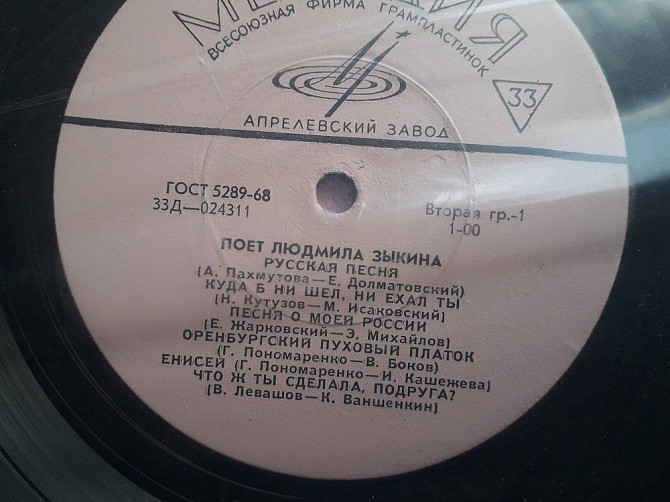 МЕЛОДИЯ
ВСЕСОЮЗНАЯ ФИРМА ГРАМПЛАСТИНОК
33
АПРЕЛЕВСКИЙ ЗАВОД
ГОСТ 5289-68
33Д—024311
Вторая гр.-1
1-00
ПОЕТ ЛЮДМИЛА ЗЫКИНА
РУССКАЯ ПЕСНЯ
(А. Пахмутова—Е. Долматовский)
КУДА Б НИ ШЕЛ, НИ ЕХАЛ ТЫ
(Н. Кутузов—М. Исаковский)
ПЕСНЯ О МОЕЙ РОССИИ
(Е. Жарковский—Э. Михайлов)
ОРЕНБУРГСКИЙ ПУХОВЫЙ ПЛАТОК
(Г. Пономаренко—В. Боков)
ЕНИСЕЙ (Г. Пономаренко—И. Кашежева)
ЧТО Ж ТЫ СДЕЛАЛА, ПОДРУГА?
(В. Левашов—К. Ваншенкин)